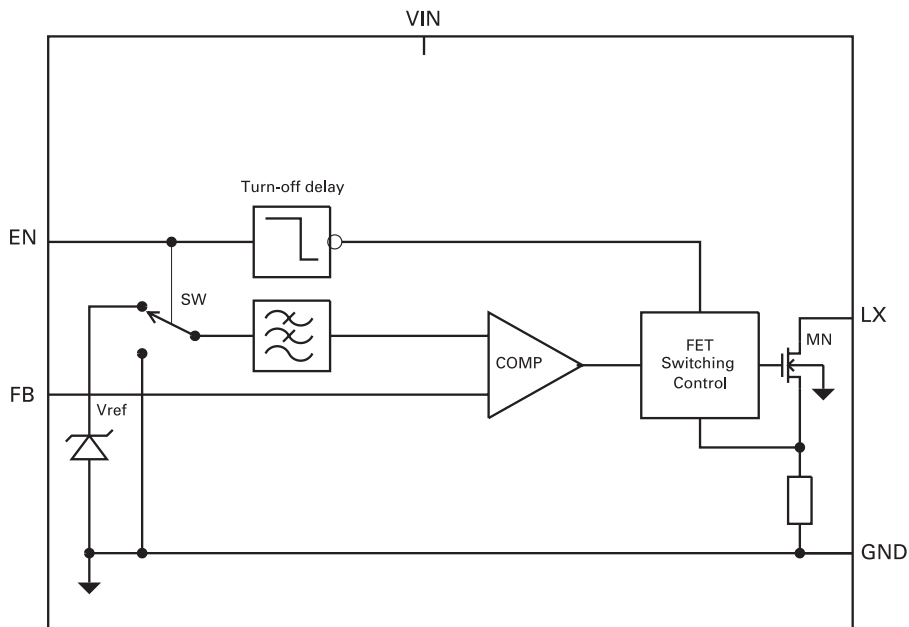 VIN
Turn-off delay
EN
SW
LX
MN
COMP
FET
Switching
Control
FB
Vref
GND